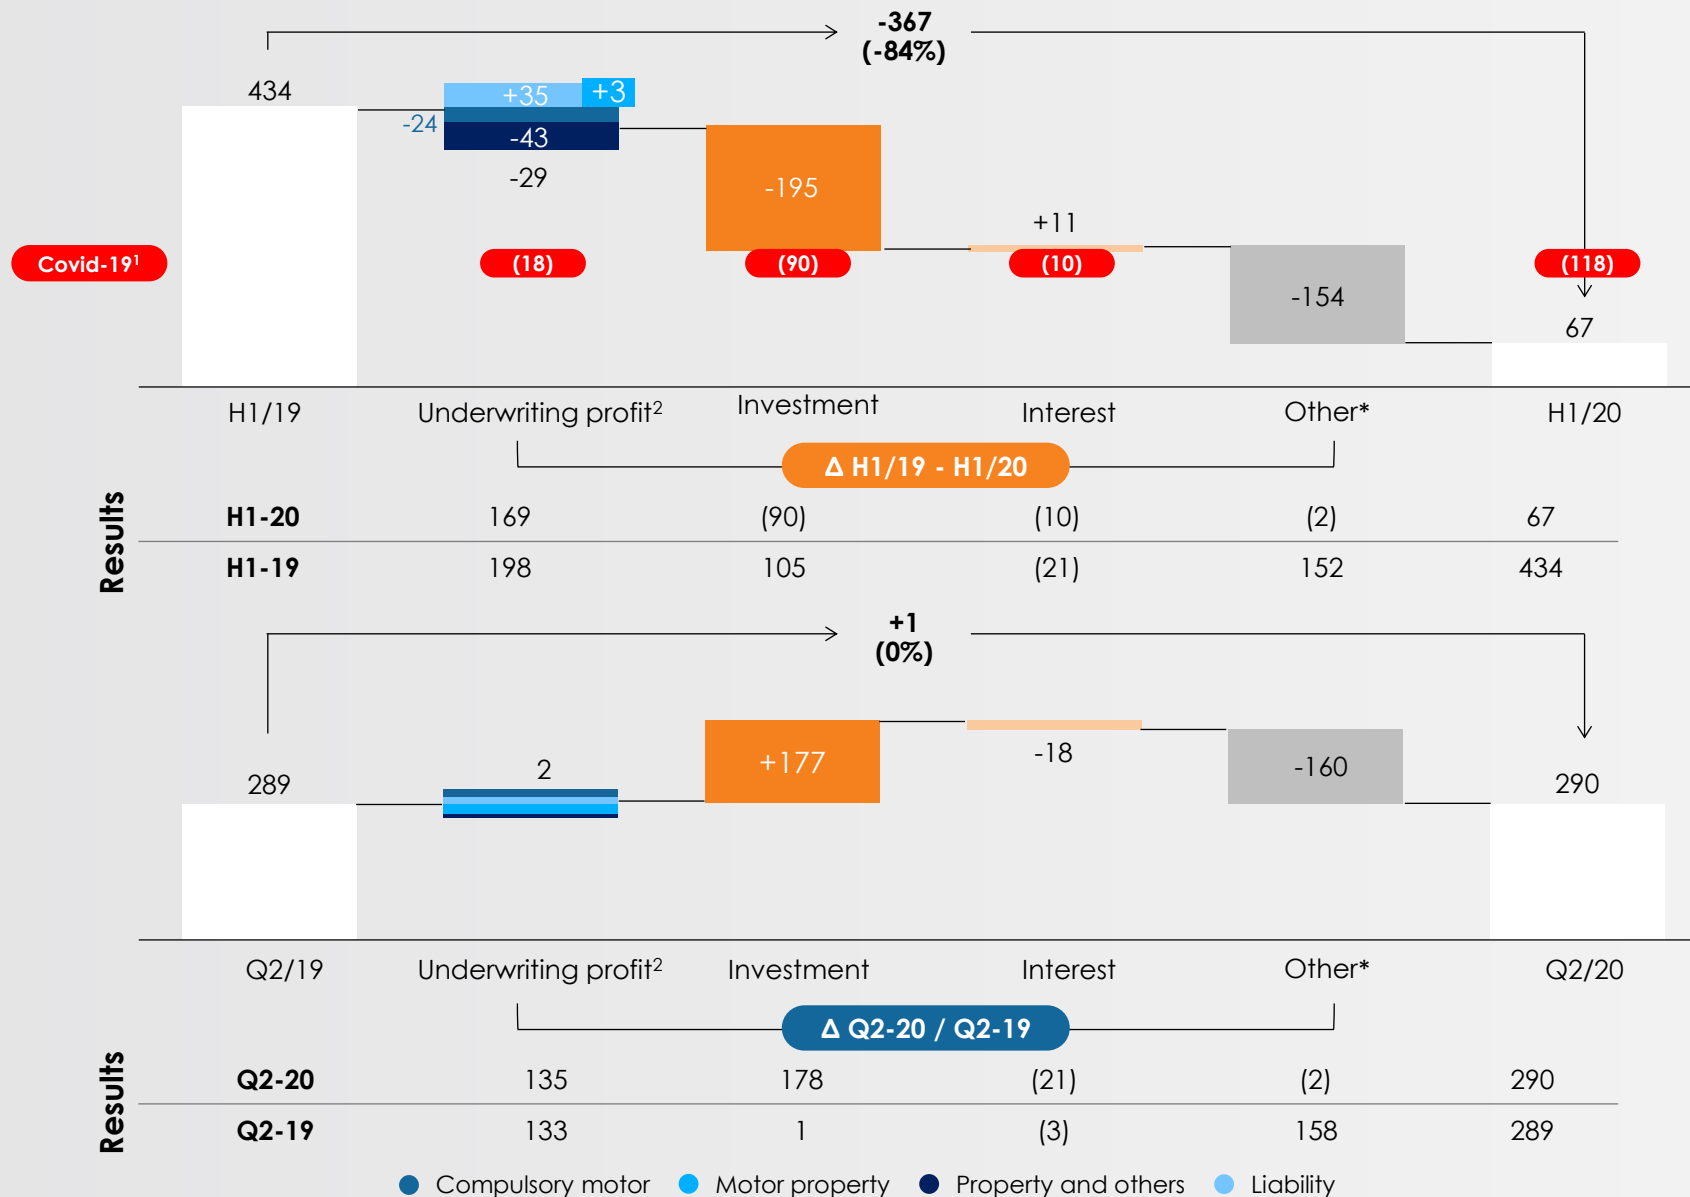 -367
(-84%)
434
+35
+3
-24
-43
-29
-195
+11
-154
67
Covid-19¹
(18)
(90)
(10)
(118)
H1/19
Underwriting profit²
Investment
Interest
Other*
H1/20
Δ H1/19 - H1/20
Results
H1-20 169 (90) (10) (2) 67
H1-19 198 105 (21) 152 434
+1
(0%)
289
2
+177
-18
-160
290
Q2/19
Underwriting profit²
Investment
Interest
Other*
Q2/20
Δ Q2-20 / Q2-19
Results
Q2-20 135 178 (21) (2) 290
Q2-19 133 1 (3) 158 289
Compulsory motor
Motor property
Property and others
Liability